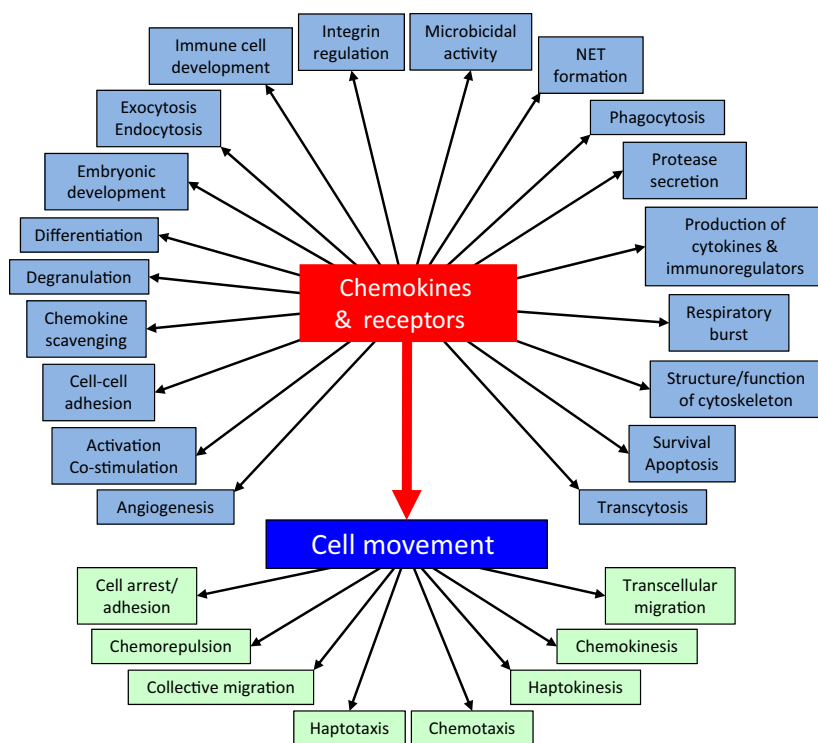 Immune cell
development
Integrin
regulation
Microbicidal
activity
NET
formation
Exocytosis
Endocytosis
Phagocytosis
Embryonic
development
Protease
secretion
Differentiation
Production of
cytokines &
immunoregulators
Degranulation
Chemokines
& receptors
Chemokine
scavenging
Respiratory
burst
Cell-cell
adhesion
Structure/function
of cytoskeleton
Activation
Co-stimulation
Survival
Apoptosis
Angiogenesis
Transcytosis
Cell movement
Cell arrest/
adhesion
Transcellular
migration
Chemorepulsion
Chemokinesis
Collective migration
Haptokinesis
Haptotaxis
Chemotaxis